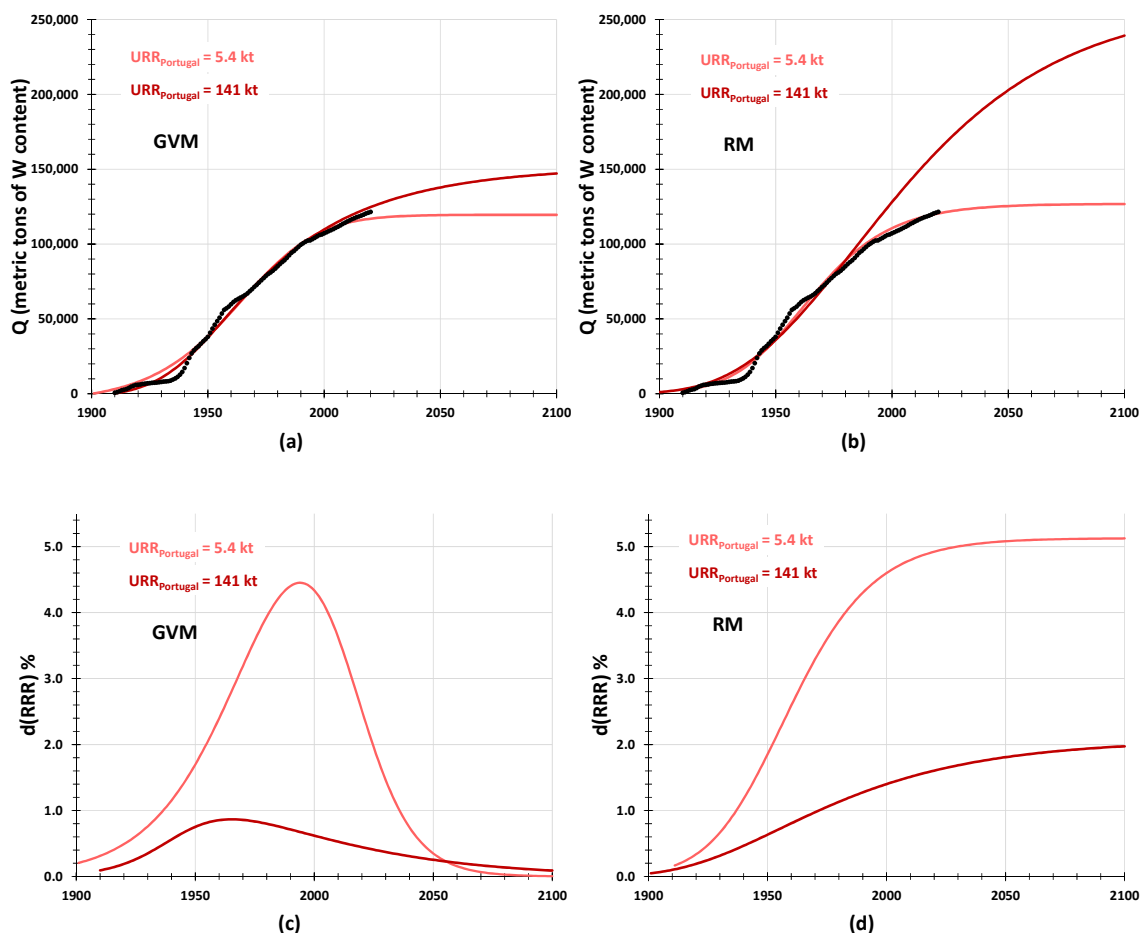 250,000
200,000
150,000
100,000
50,000
0
Q (metric tons of W content)
URRPortugal = 5.4 kt
URRPortugal = 141 kt
GVM
1900 1950 2000 2050 2100
(a)
250,000
200,000
150,000
100,000
50,000
0
Q (metric tons of W content)
URRPortugal = 5.4 kt
URRPortugal = 141 kt
RM
1900 1950 2000 2050 2100
(b)
5.0
4.0
3.0
2.0
1.0
0.0
d(RRR) %
URRPortugal = 5.4 kt
URRPortugal = 141 kt
GVM
1900 1950 2000 2050 2100
(c)
5.0
4.0
3.0
2.0
1.0
0.0
d(RRR) %
URRPortugal = 5.4 kt
URRPortugal = 141 kt
RM
1900 1950 2000 2050 2100
(d)